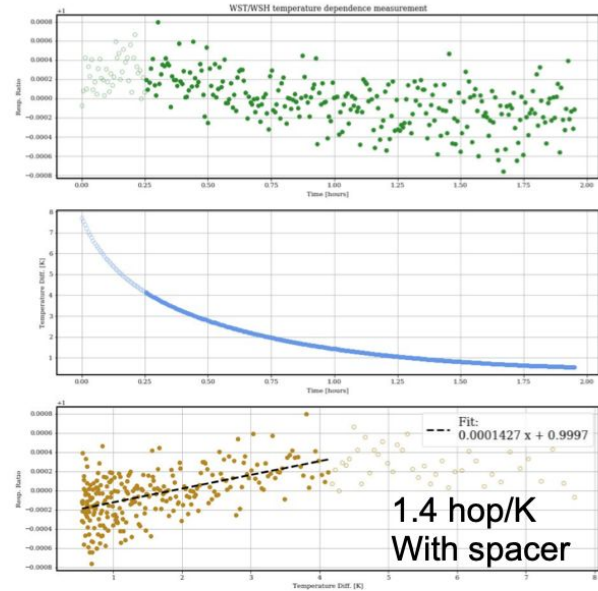 WST/WSH temperature dependence measurement
+1
0.0008
0.0006
0.0004
0.0002
0.0000
−0.0002
−0.0004
−0.0006
−0.0008
Resp. Ratio
0.00 0.25 0.50 0.75 1.00 1.25 1.50 1.75 2.00
Time [hours]
8
7
6
5
4
3
2
1
Temperature Diff. [K]
0.00 0.25 0.50 0.75 1.00 1.25 1.50 1.75 2.00
Time [hours]
+1
0.0008
0.0006
0.0004
0.0002
0.0000
−0.0002
−0.0004
−0.0006
−0.0008
Resp. Ratio
Fit:
0.0001427 x + 0.9997
1.4 hop/K
With spacer
1 2 3 4 5 6 7 8
Temperature Diff. [K]